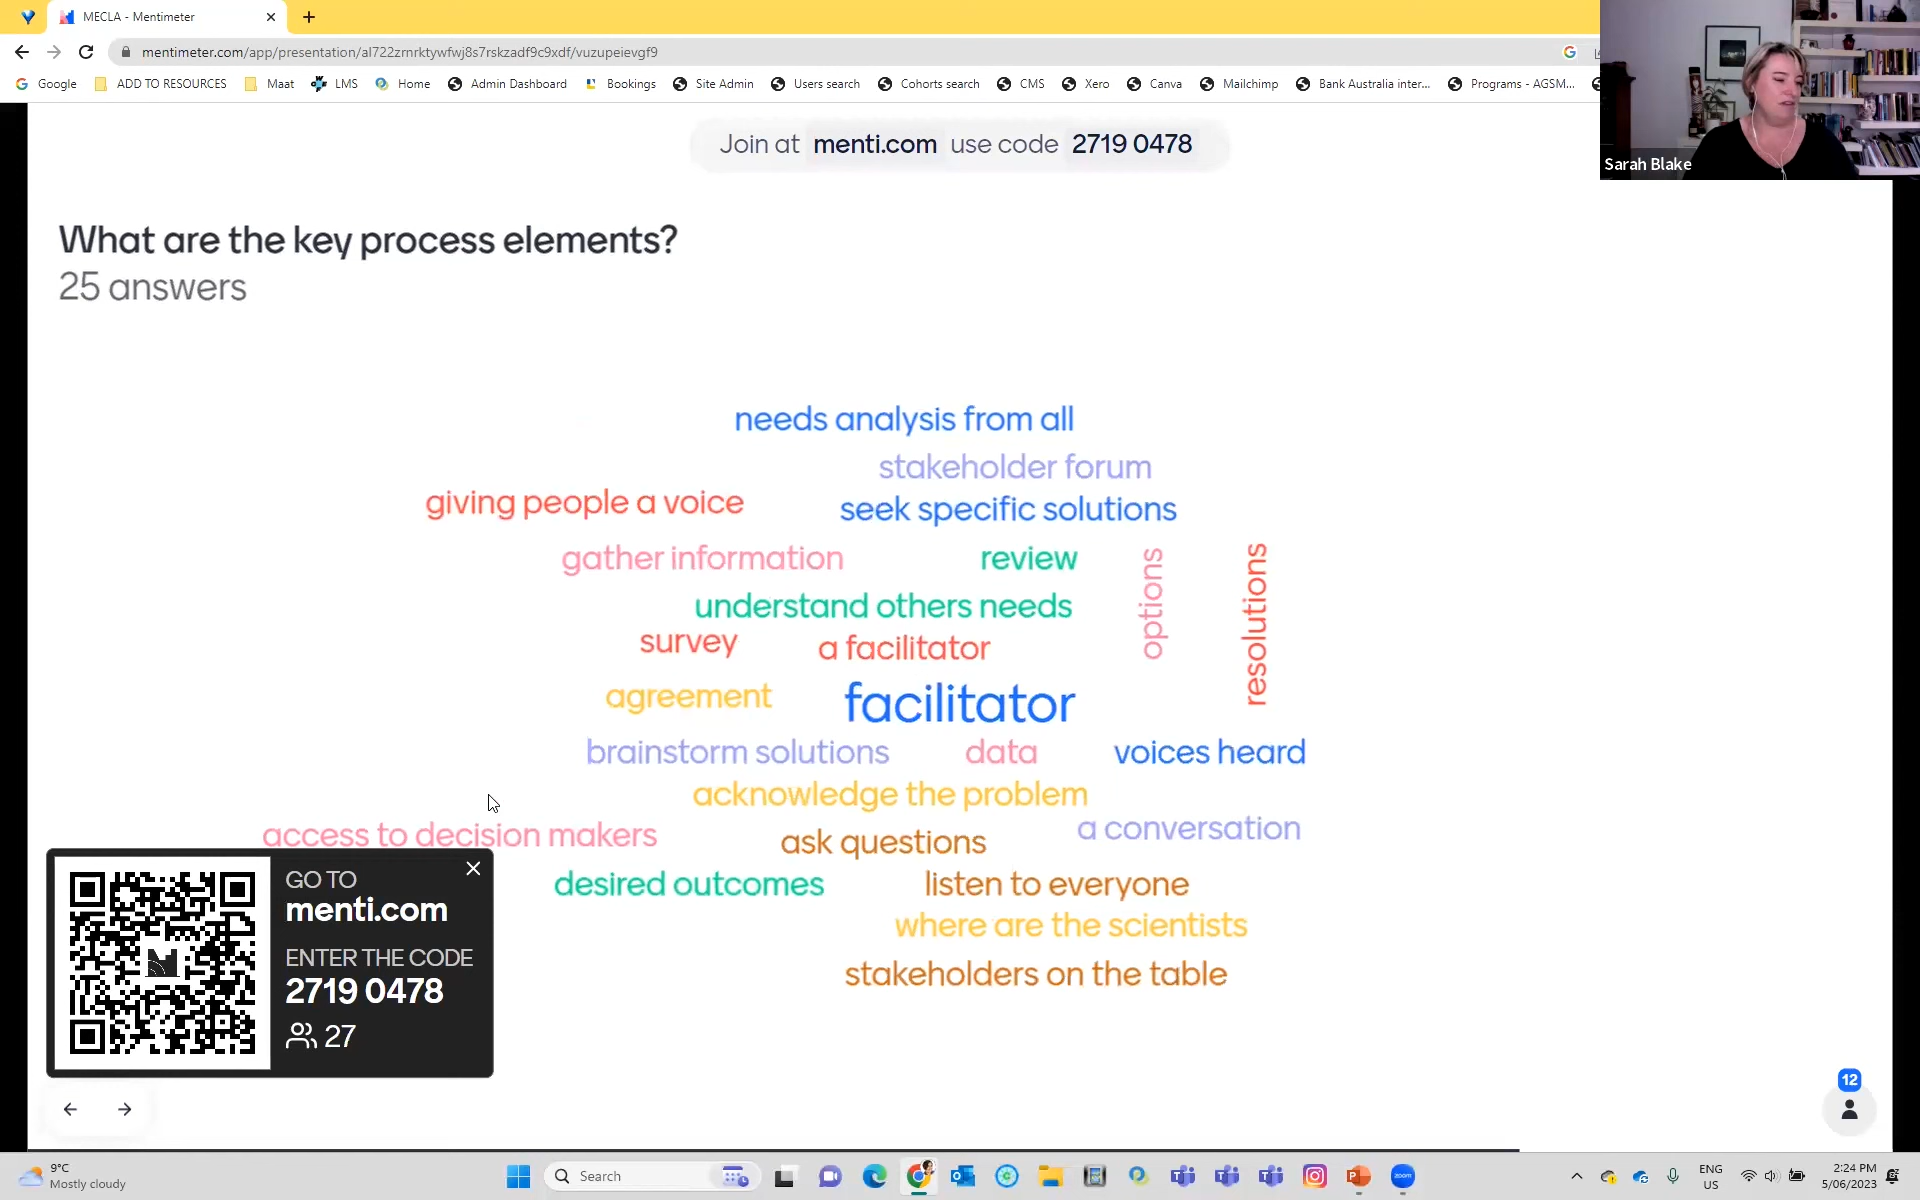 MECLA - Mentimeter
mentimeter.com/app/presentation/al722zrnrktywfwj8s7rskzadf9c9xdf/vuzupeievgf9
Google
ADD TO RESOURCES
Maat
LMS
Home
Admin Dashboard
Bookings
Site Admin
Users search
Cohorts search
CMS
Xero
Canva
Mailchimp
Bank Australia inter...
Programs - AGSM...
Sarah Blake
Join at menti.com use code 2719 0478
What are the key process elements?
25 answers
needs analysis from all
stakeholder forum
giving people a voice
seek specific solutions
gather information
review
options
resolutions
understand others needs
survey
a facilitator
agreement
facilitator
brainstorm solutions
data
voices heard
acknowledge the problem
access to decision makers
ask questions
a conversation
desired outcomes
listen to everyone
where are the scientists
stakeholders on the table
GO TO
menti.com
ENTER THE CODE
2719 0478
27
12
9°C
Mostly cloudy
Search
zoom
ENG
US
2:24 PM
5/06/2023